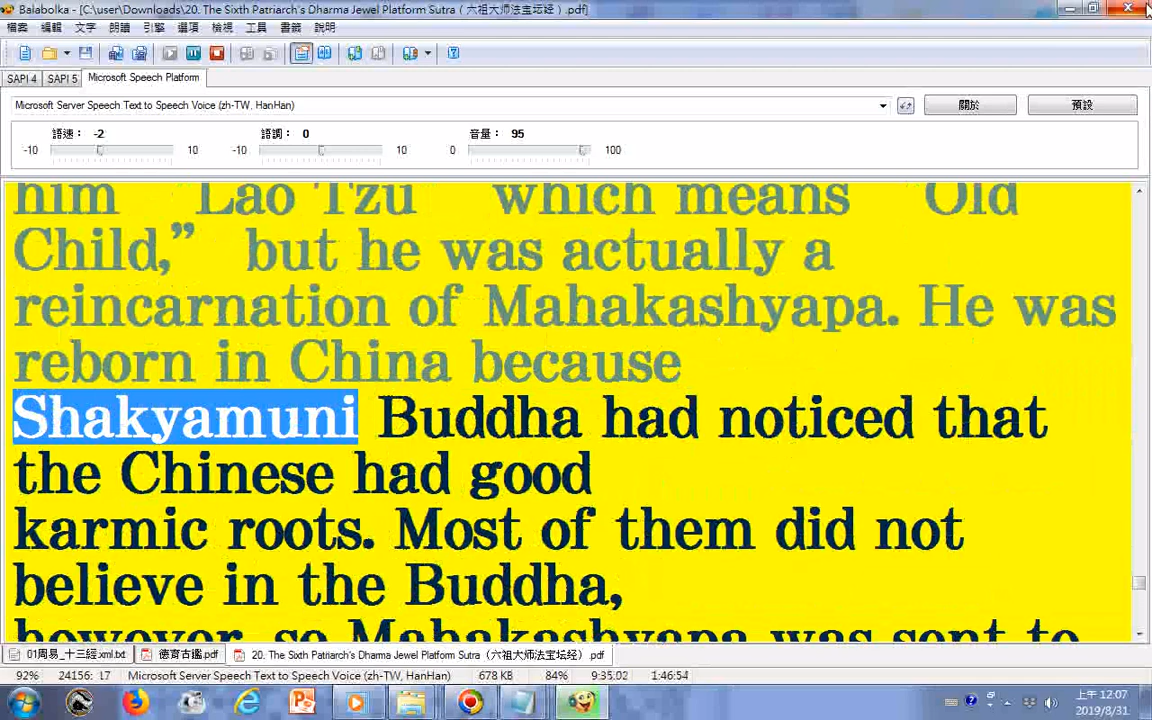 Balabolka - [C:\user\Downloads\20. The Sixth Patriarch's Dharma Jewel Platform Sutra（六祖大师法宝坛经）.pdf]
檔案 編輯 文字 朗讀 引擎 選項 檢視 工具 書籤 說明
SAPI 4 SAPI 5 Microsoft Speech Platform
Microsoft Server Speech Text to Speech Voice (zh-TW, HanHan) 關於 預設
語速： -2 語調： 0 音量： 95
-10 10 -10 10 0 100
him “Lao Tzu which means “Old
Child,” but he was actually a
reincarnation of Mahakashyapa. He was
reborn in China because
Shakyamuni Buddha had noticed that
the Chinese had good
karmic roots. Most of them did not
believe in the Buddha,
however, so Mahakashyapa was sent to
01周易_十三經.xml.txt 德育古鑑.pdf 20. The Sixth Patriarch's Dharma Jewel Platform Sutra（六祖大师法宝坛经）.pdf
92% 24156: 17 Microsoft Server Speech Text to Speech Voice (zh-TW, HanHan) 678 KB 84% 9:35:02 1:46:54
上午 12:07
2019/8/31